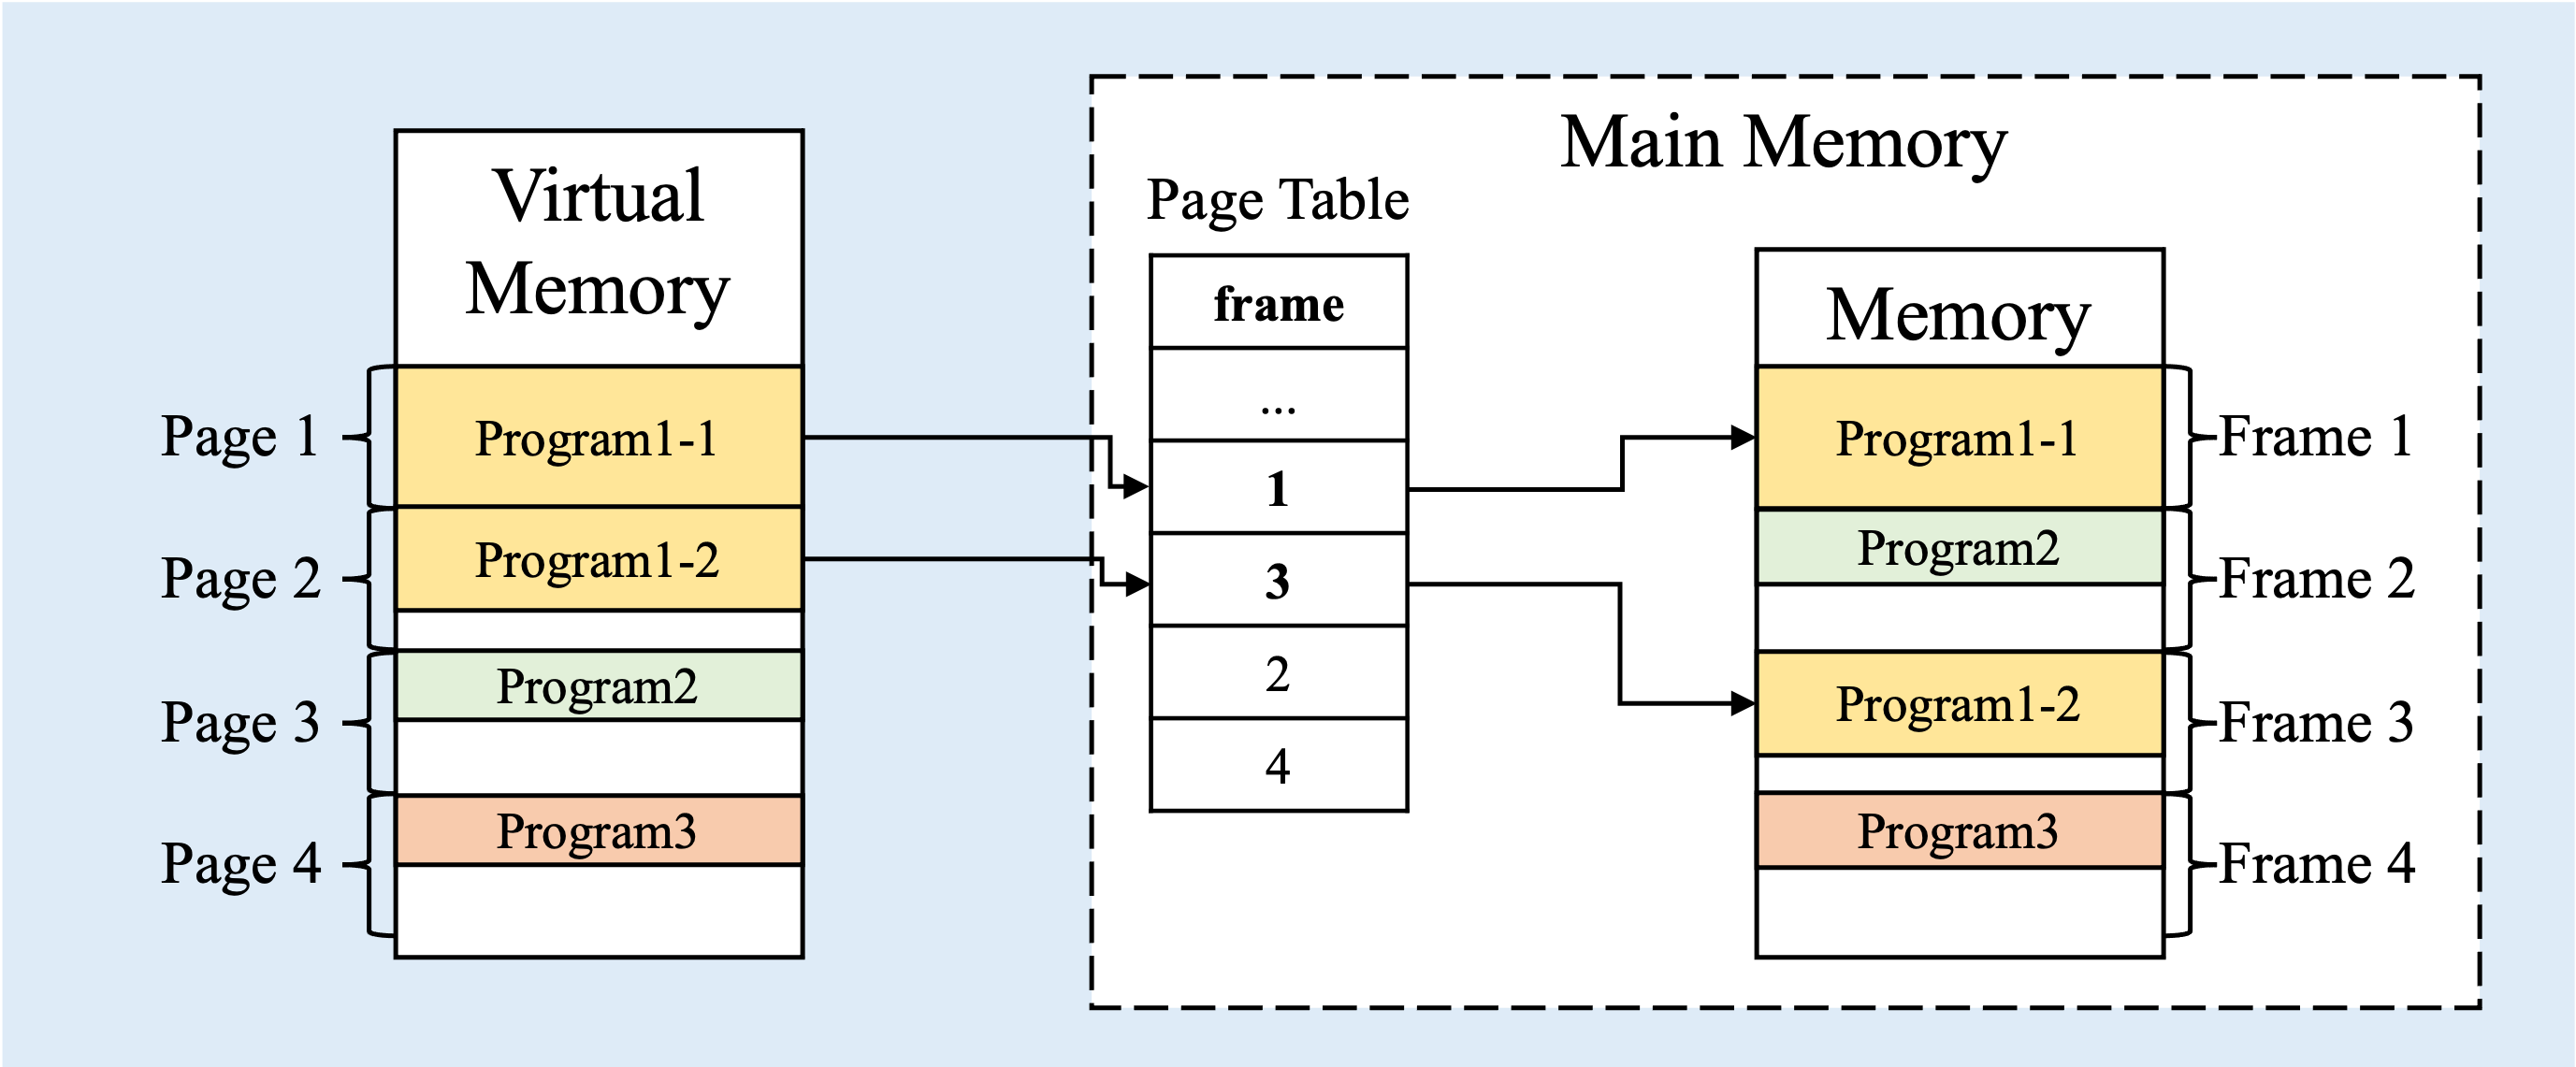 Virtual
Memory
Page 1
Program1-1
Page 2
Program1-2
Page 3
Program2
Page 4
Program3
Main Memory
Page Table
frame
...
1
3
2
4
Memory
Program1-1
Frame 1
Program2
Frame 2
Program1-2
Frame 3
Program3
Frame 4